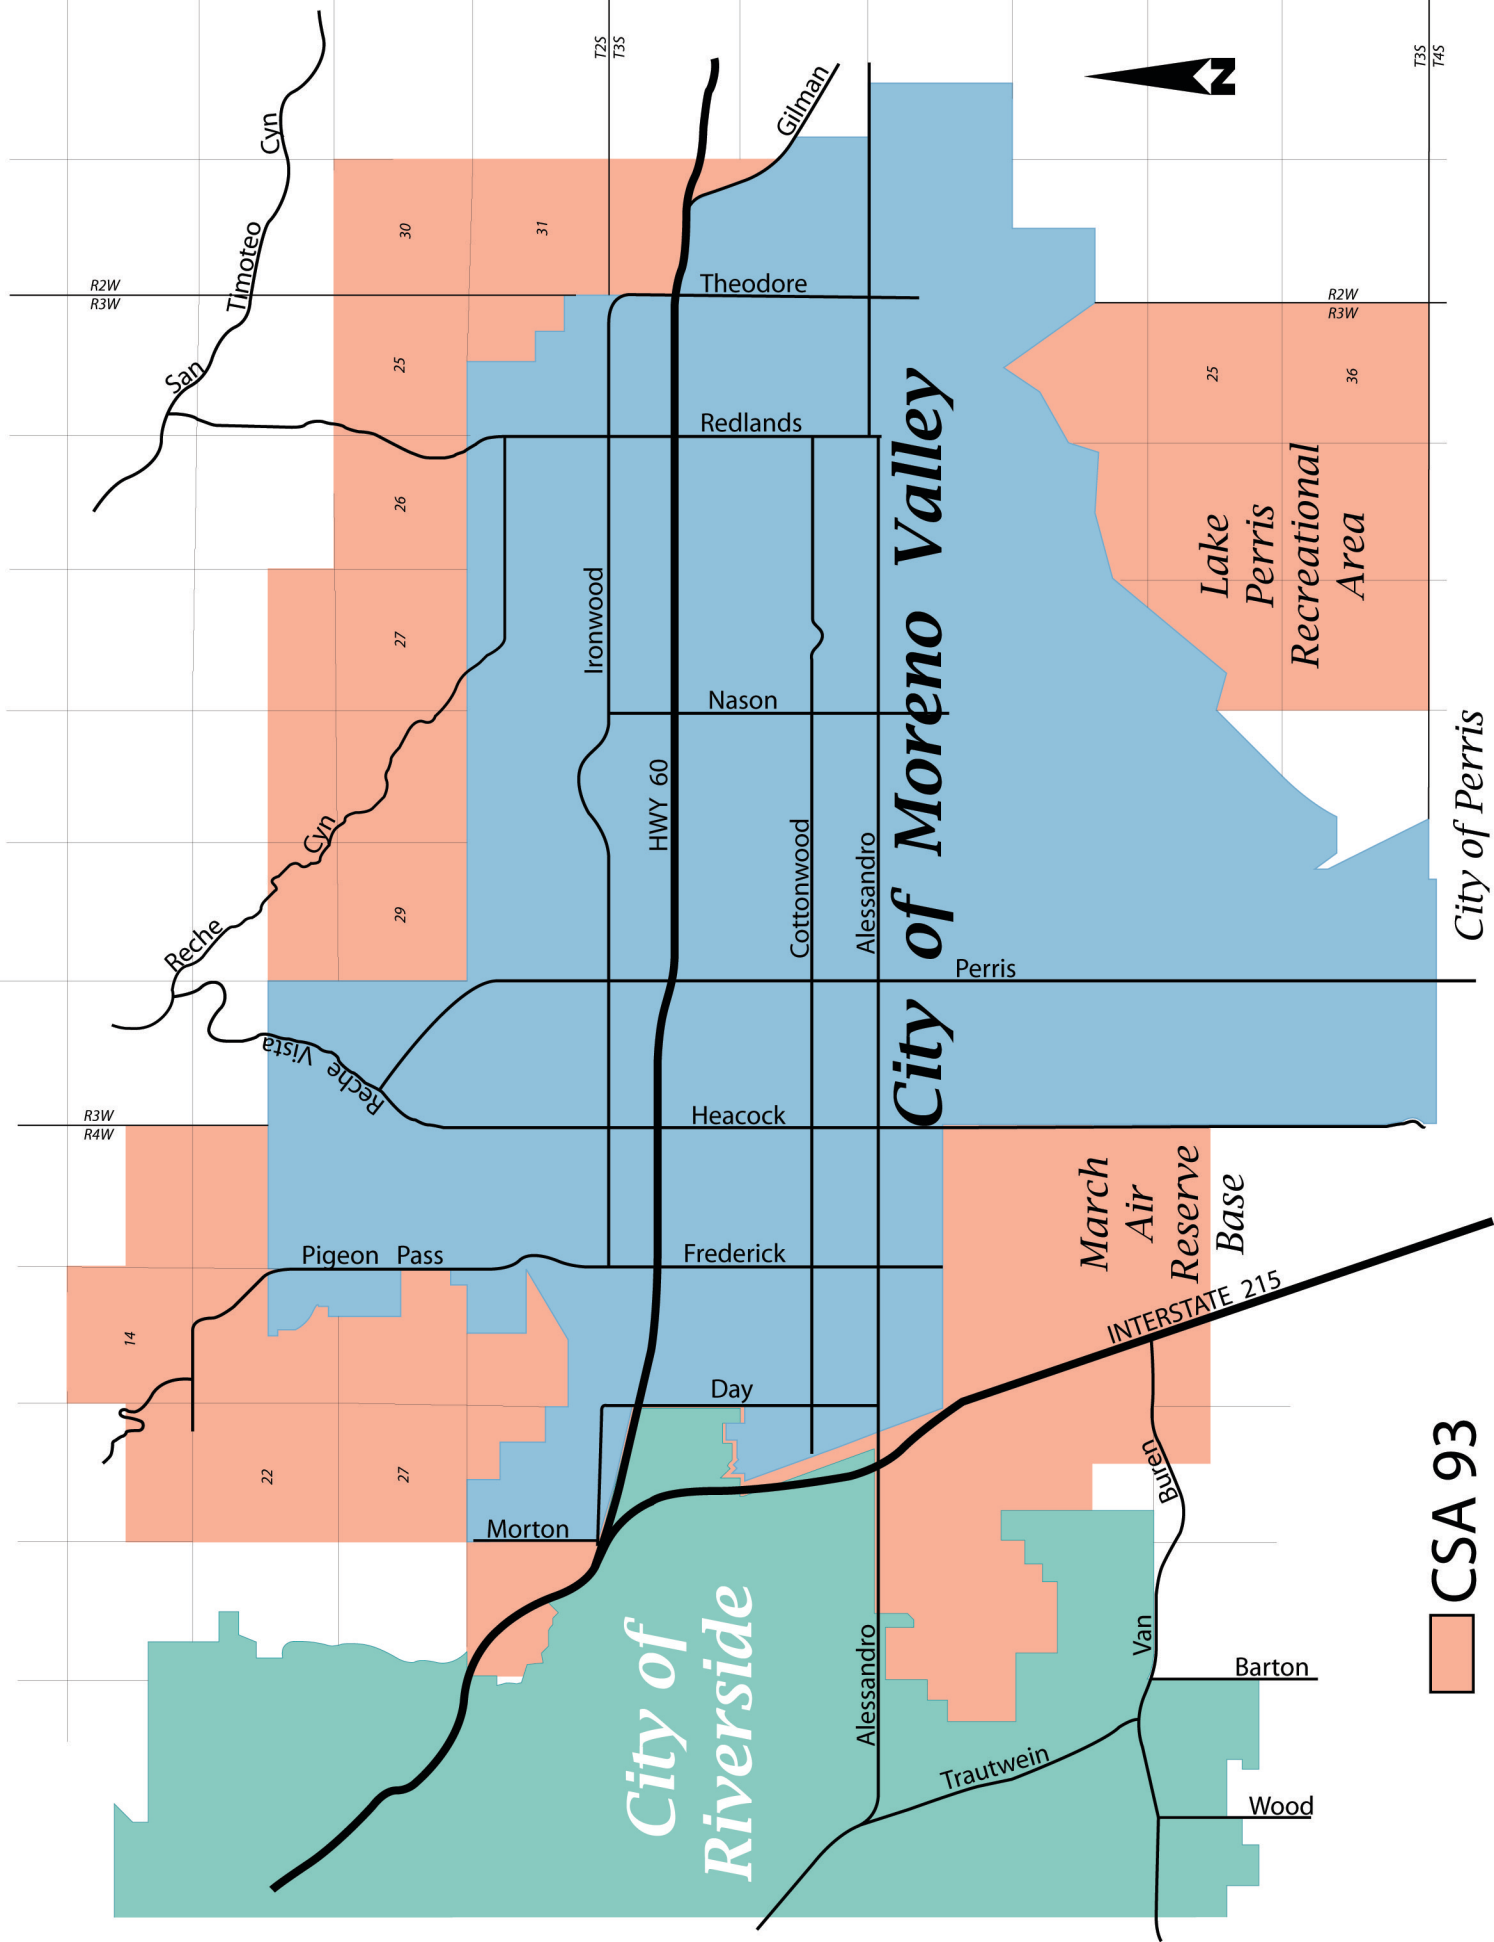 San
Timoteo
Cyn
R2W
R3W
T2S
T3S
Gilman
T3S
T4S
N
30
31
25
26
27
29
Theodore
R2W
R3W
25
36
Redlands
Ironwood
Nason
HWY 60
Cottonwood
Alessandro
City of Moreno Valley
Lake
Perris
Recreational
Area
City of Perris
Reche
Cyn
Reche Vista
Perris
R3W
R4W
Heacock
Pigeon Pass
Frederick
March
Air
Reserve
Base
INTERSTATE 215
14
22
27
Day
Morton
City of
Riverside
Alessandro
Van
Buren
Barton
Trautwein
Wood
CSA 93